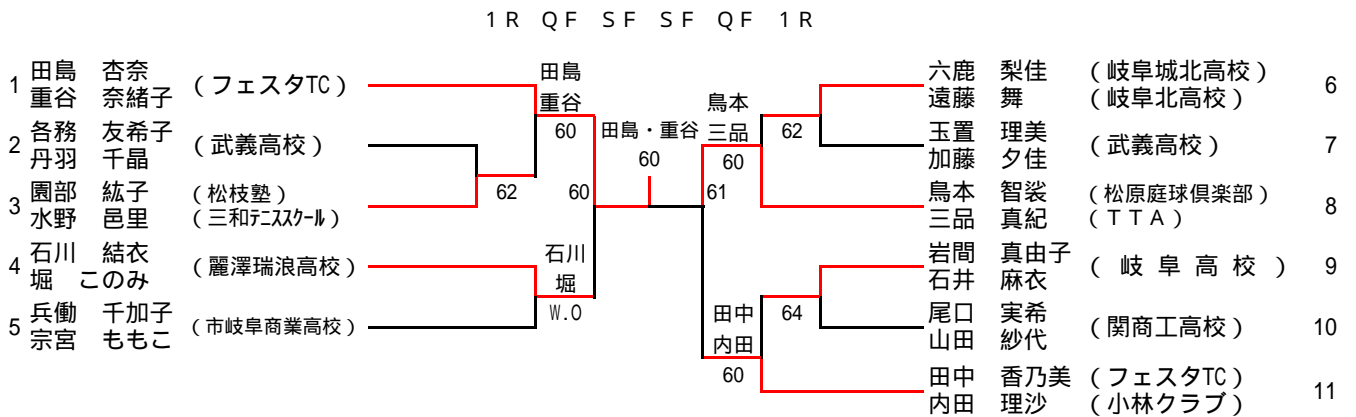 1R QF SF SF QF 1R
1 田島 杏奈 (フェスタTC)
重谷 奈緒子
2 各務 友希子 (武義高校)
丹羽 千晶
3 園部 紘子 (松枝塾)
水野 邑里 (三和テニススクール)
4 石川 結衣 (麗澤瑞浪高校)
堀 このみ
5 兵働 千加子 (市岐阜商業高校)
宗宮 ももこ
田島
重谷
60
62
60
石川
堀
W.O
田島・重谷
60
鳥本
三品
60
61
62
田中
内田
60
64
六鹿 梨佳 (岐阜城北高校) 6
遠藤 舞 (岐阜北高校)
玉置 理美 (武義高校) 7
加藤 夕佳
鳥本 智裟 (松原庭球倶楽部) 8
三品 真紀 (TTA)
岩間 真由子 (岐阜高校) 9
石井 麻衣
尾口 実希 (関商工高校) 10
山田 紗代
田中 香乃美 (フェスタTC) 11
内田 理沙 (小林クラブ)